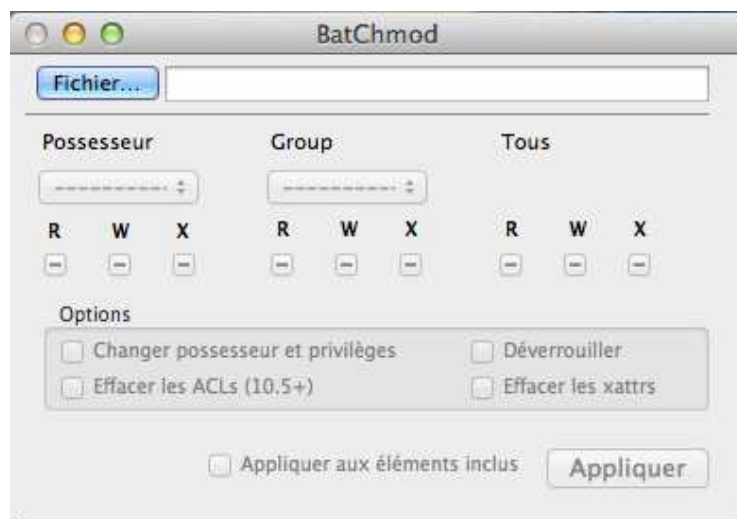 BatChmod
Fichier...
Possesseur Group Tous
R W X R W X R W X
Options
Changer possesseur et privilèges Déverrouiller
Effacer les ACLs (10.5+) Effacer les xattrs
Appliquer aux éléments inclus Appliquer